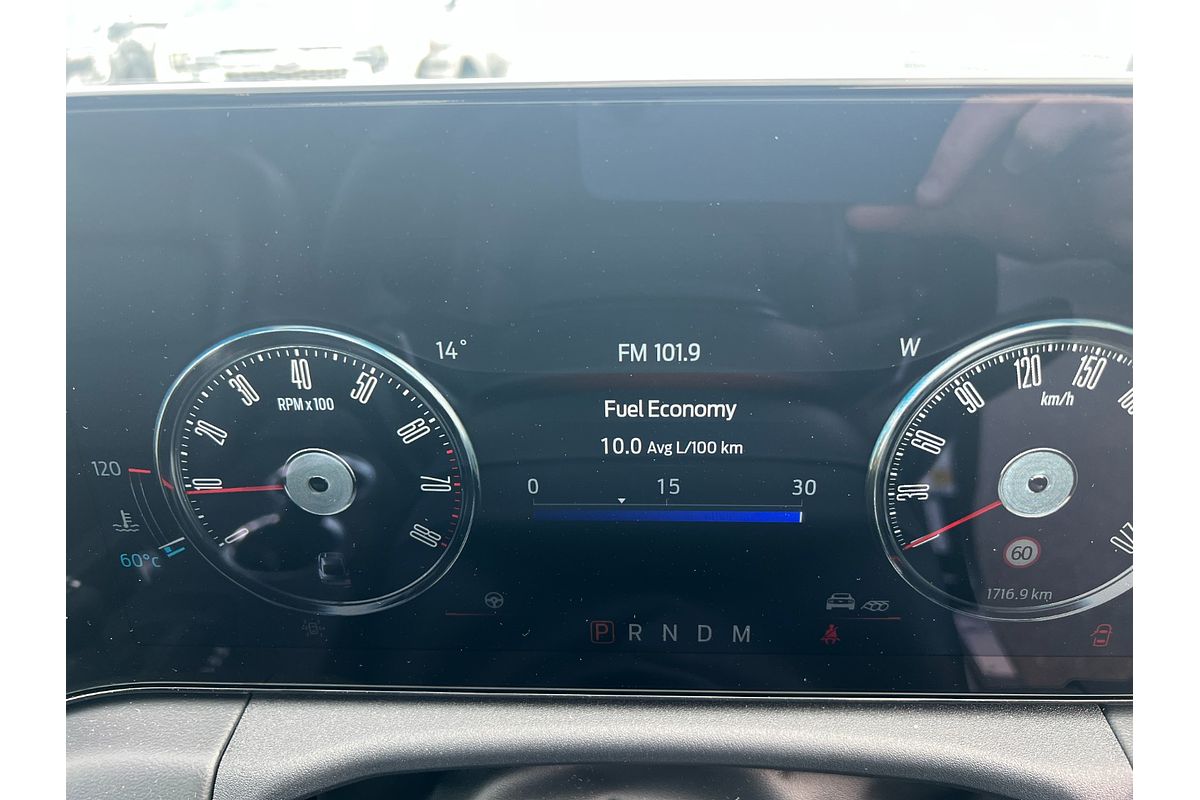 14°
FM 101.9
W
Fuel Economy
10.0 Avg L/100 km
0 15 30
0 10 20 30 40 50 60 70 80
RPM x 100
120
60°c
30 60 90 120 150
km/h
60
1716.9 km
P R N D M